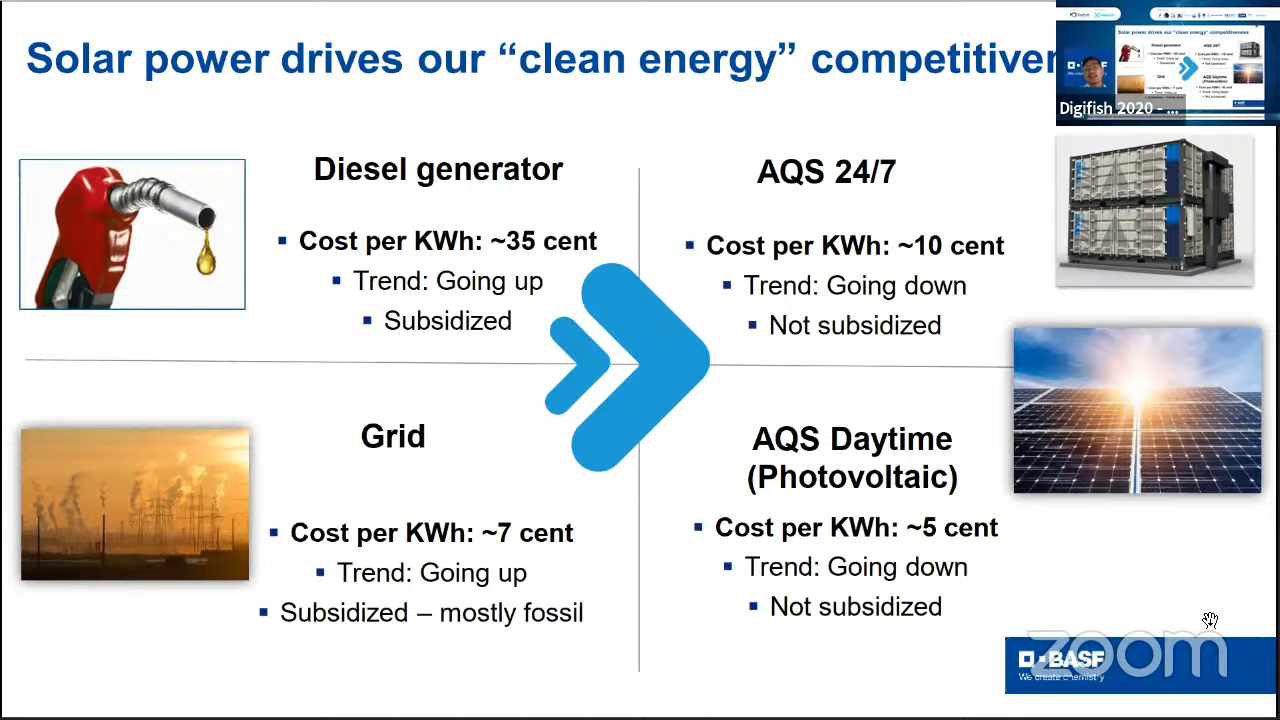 Solar power drives our “clean energy” competitiven
Digifish 2020 - ...
Diesel generator
▪ Cost per KWh: ~35 cent
▪ Trend: Going up
▪ Subsidized
AQS 24/7
▪ Cost per KWh: ~10 cent
▪ Trend: Going down
▪ Not subsidized
Grid
▪ Cost per KWh: ~7 cent
▪ Trend: Going up
▪ Subsidized – mostly fossil
AQS Daytime
(Photovoltaic)
▪ Cost per KWh: ~5 cent
▪ Trend: Going down
▪ Not subsidized
zoom
BASF
We create chemistry